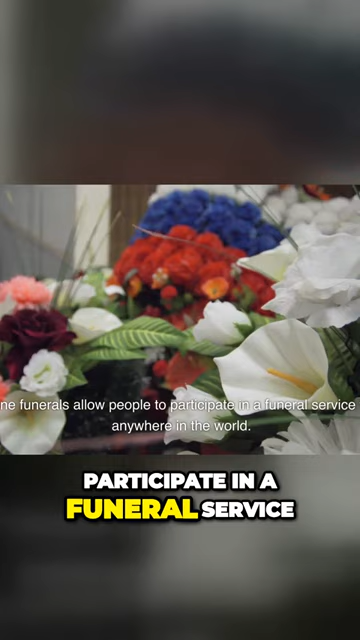 ne funerals allow people to participate in a funeral service
anywhere in the world.
PARTICIPATE IN A
FUNERAL SERVICE